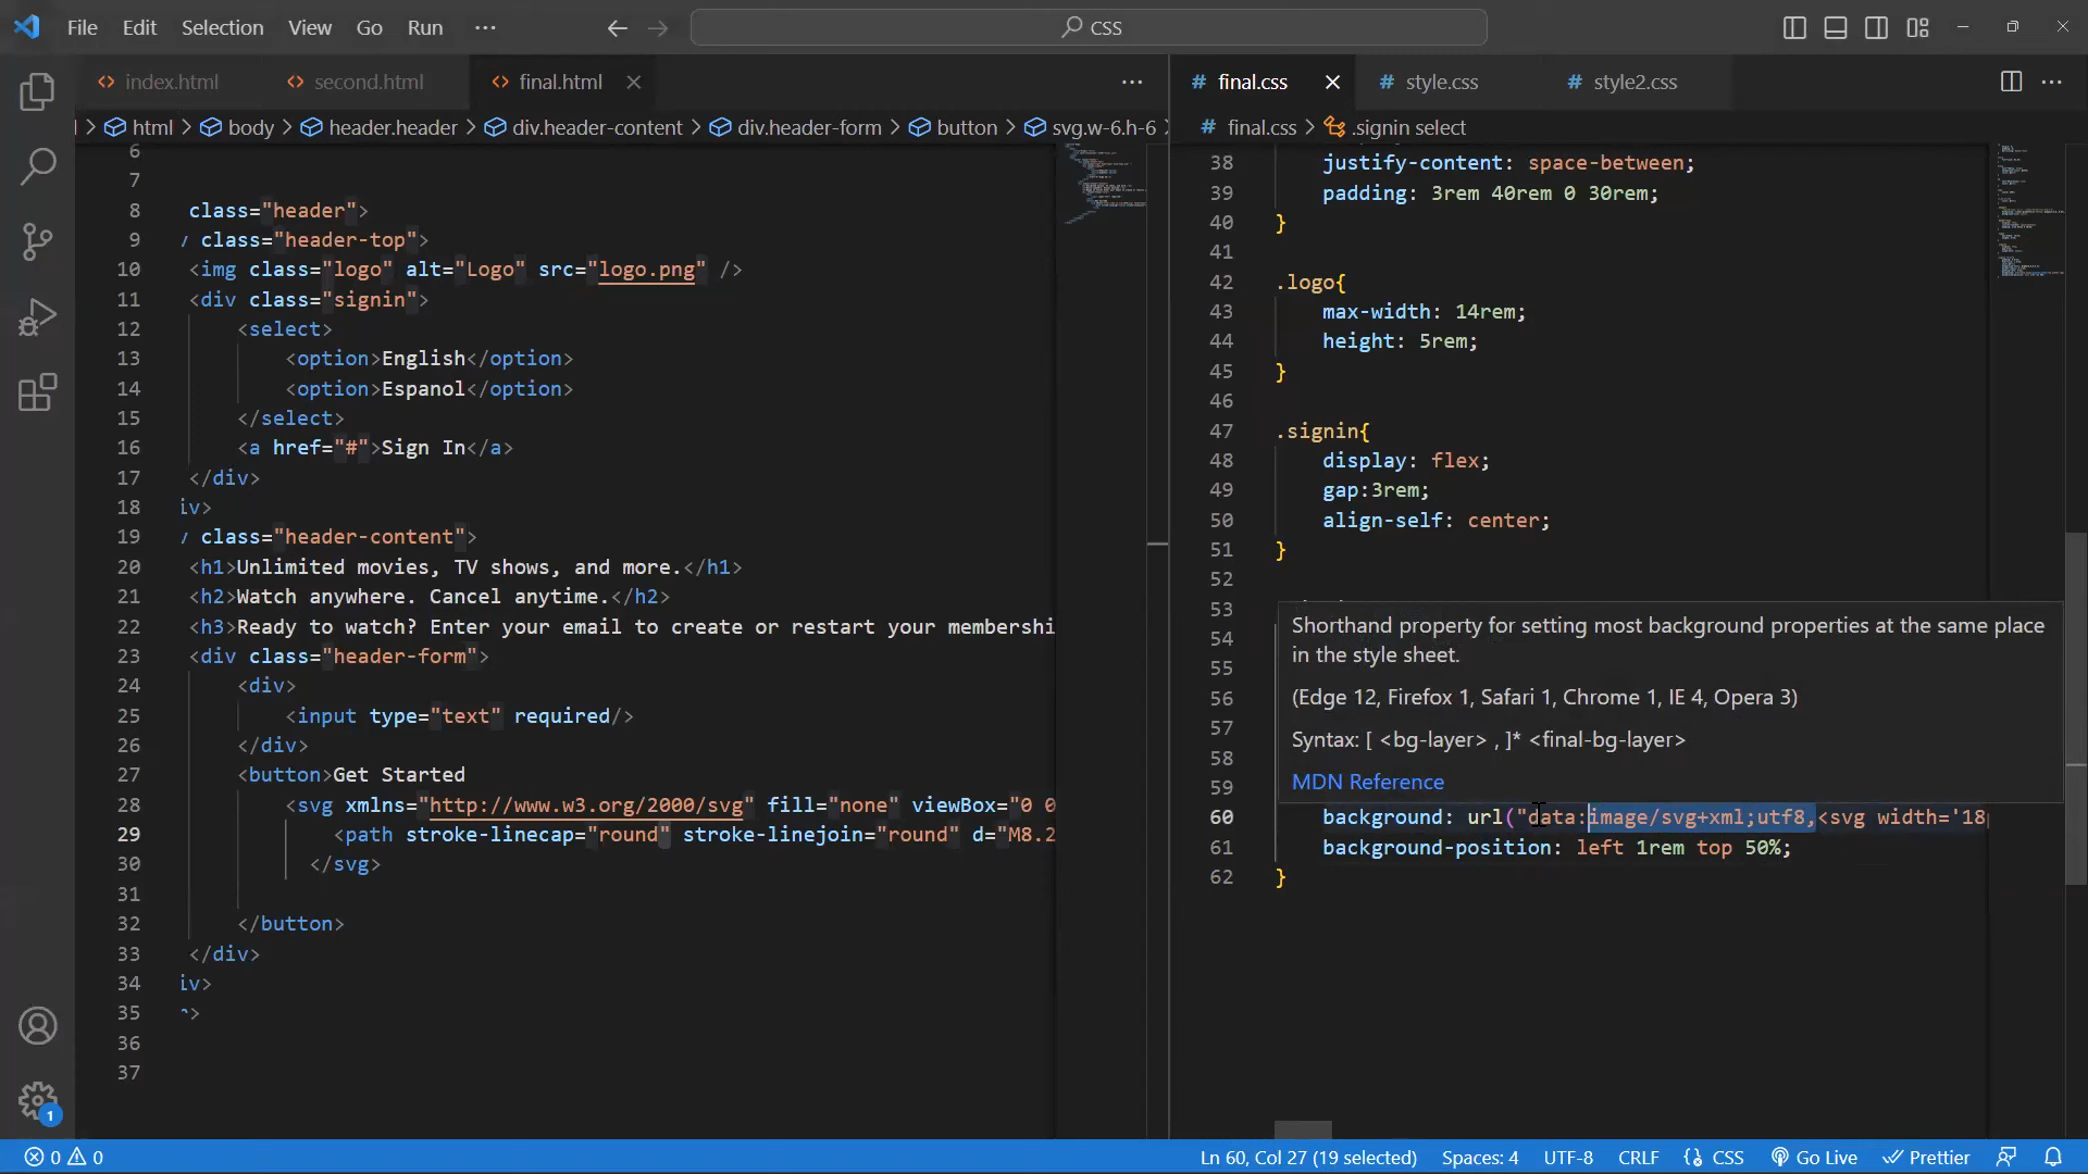 File Edit Selection View Go Run ··· CSS
index.html second.html final.html
html body header.header div.header-content div.header-form button svg.w-6.h-6
6
7
8 class="header">
9 class="header-top">
10 <img class="logo" alt="Logo" src="logo.png" />
11 <div class="signin">
12 <select>
13 <option>English</option>
14 <option>Espanol</option>
15 </select>
16 <a href="#">Sign In</a>
17 </div>
18 iv>
19 class="header-content">
20 <h1>Unlimited movies, TV shows, and more.</h1>
21 <h2>Watch anywhere. Cancel anytime.</h2>
22 <h3>Ready to watch? Enter your email to create or restart your membershi
23 <div class="header-form">
24 <div>
25 <input type="text" required/>
26 </div>
27 <button>Get Started
28 <svg xmlns="http://www.w3.org/2000/svg" fill="none" viewBox="0 0
29 <path stroke-linecap="round" stroke-linejoin="round" d="M8.2
30 </svg>
31
32 </button>
33 </div>
34 iv>
35 >
36
37
# final.css # style.css # style2.css
# final.css > .signin select
38 justify-content: space-between;
39 padding: 3rem 40rem 0 30rem;
40 }
41
42 .logo{
43 max-width: 14rem;
44 height: 5rem;
45 }
46
47 .signin{
48 display: flex;
49 gap:3rem;
50 align-self: center;
51 }
52
53
54
55
56
57
58
59
Shorthand property for setting most background properties at the same place
in the style sheet.
(Edge 12, Firefox 1, Safari 1, Chrome 1, IE 4, Opera 3)
Syntax: [ <bg-layer> , ]* <final-bg-layer>
MDN Reference
60 background: url("data:image/svg+xml;utf8,<svg width='18
61 background-position: left 1rem top 50%;
62 }
1
0 0 Ln 60, Col 27 (19 selected) Spaces: 4 UTF-8 CRLF CSS Go Live Prettier